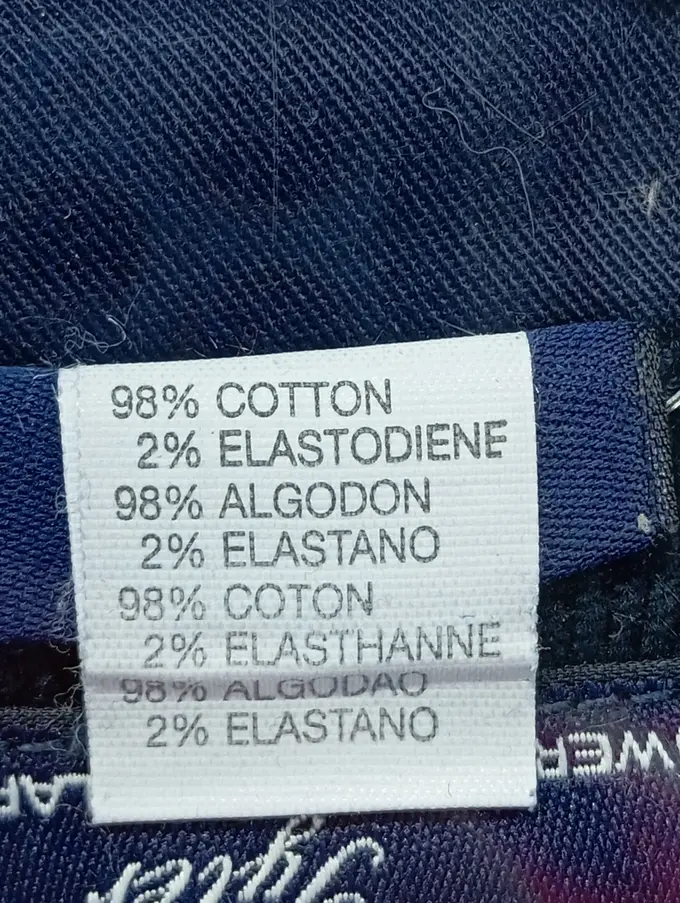 98% COTTON
2% ELASTODIENE
98% ALGODON
2% ELASTANO
98% COTON
2% ELASTHANNE
98% ALGODAO
2% ELASTANO